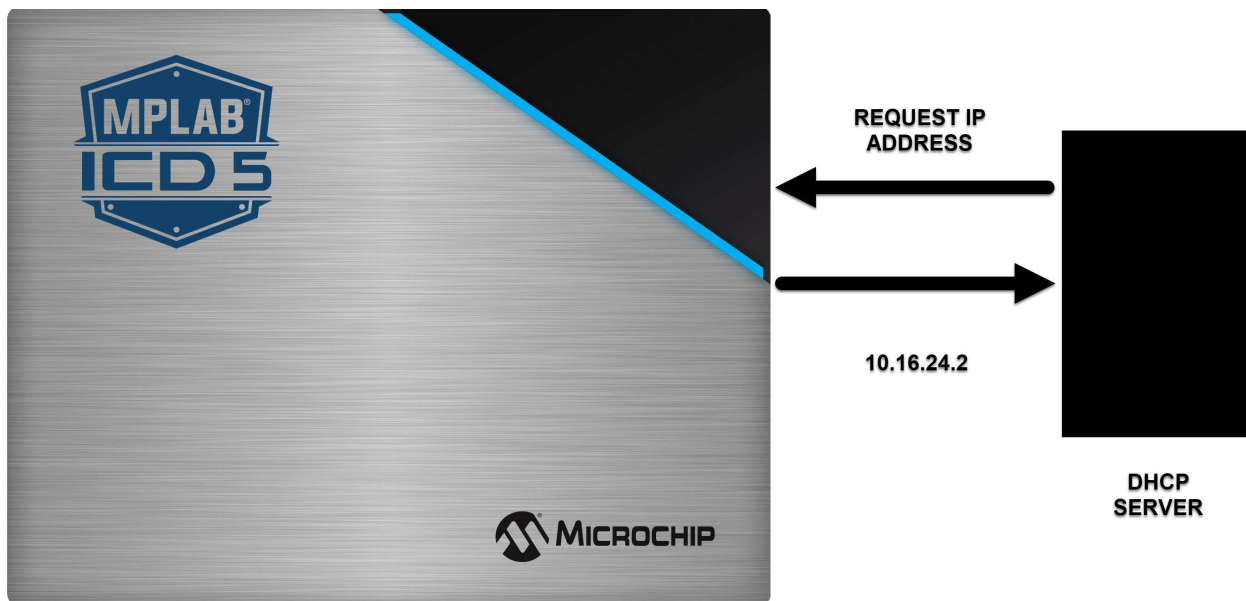 MPLAB®
ICD 5
REQUEST IP
ADDRESS
10.16.24.2
DHCP
SERVER
MICROCHIP